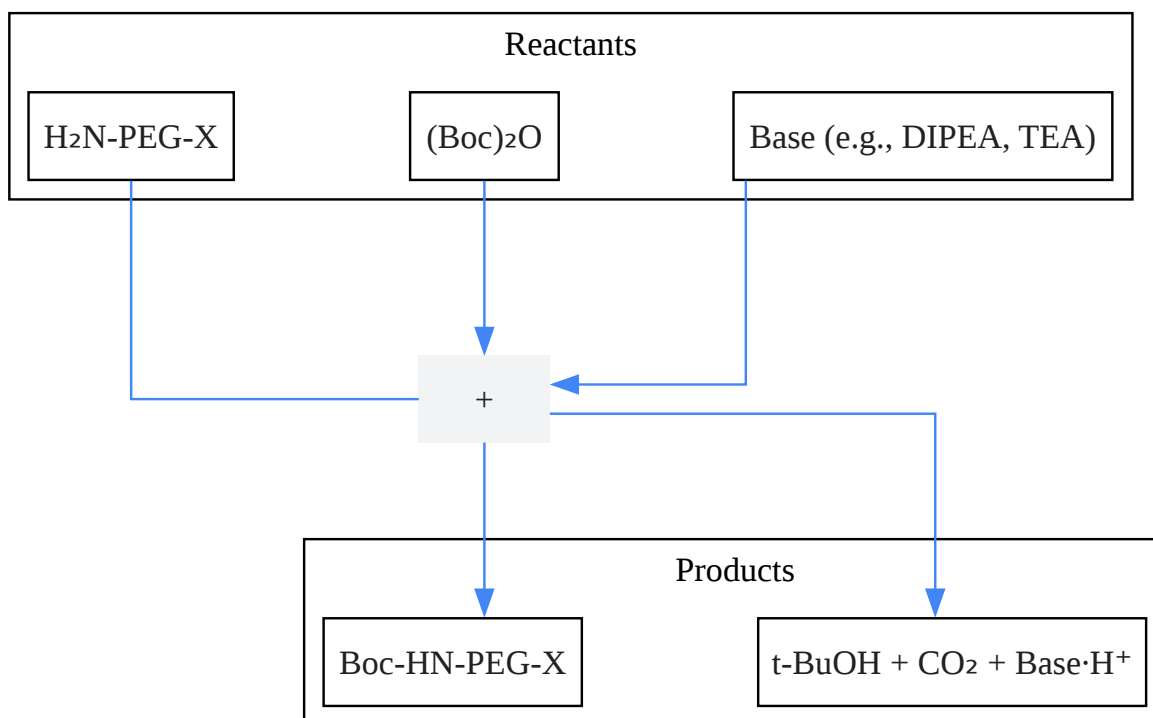 Reactants
H₂N-PEG-X
(Boc)₂O
Base (e.g., DIPEA, TEA)
+
Products
Boc-HN-PEG-X
t-BuOH + CO₂ + Base·H⁺